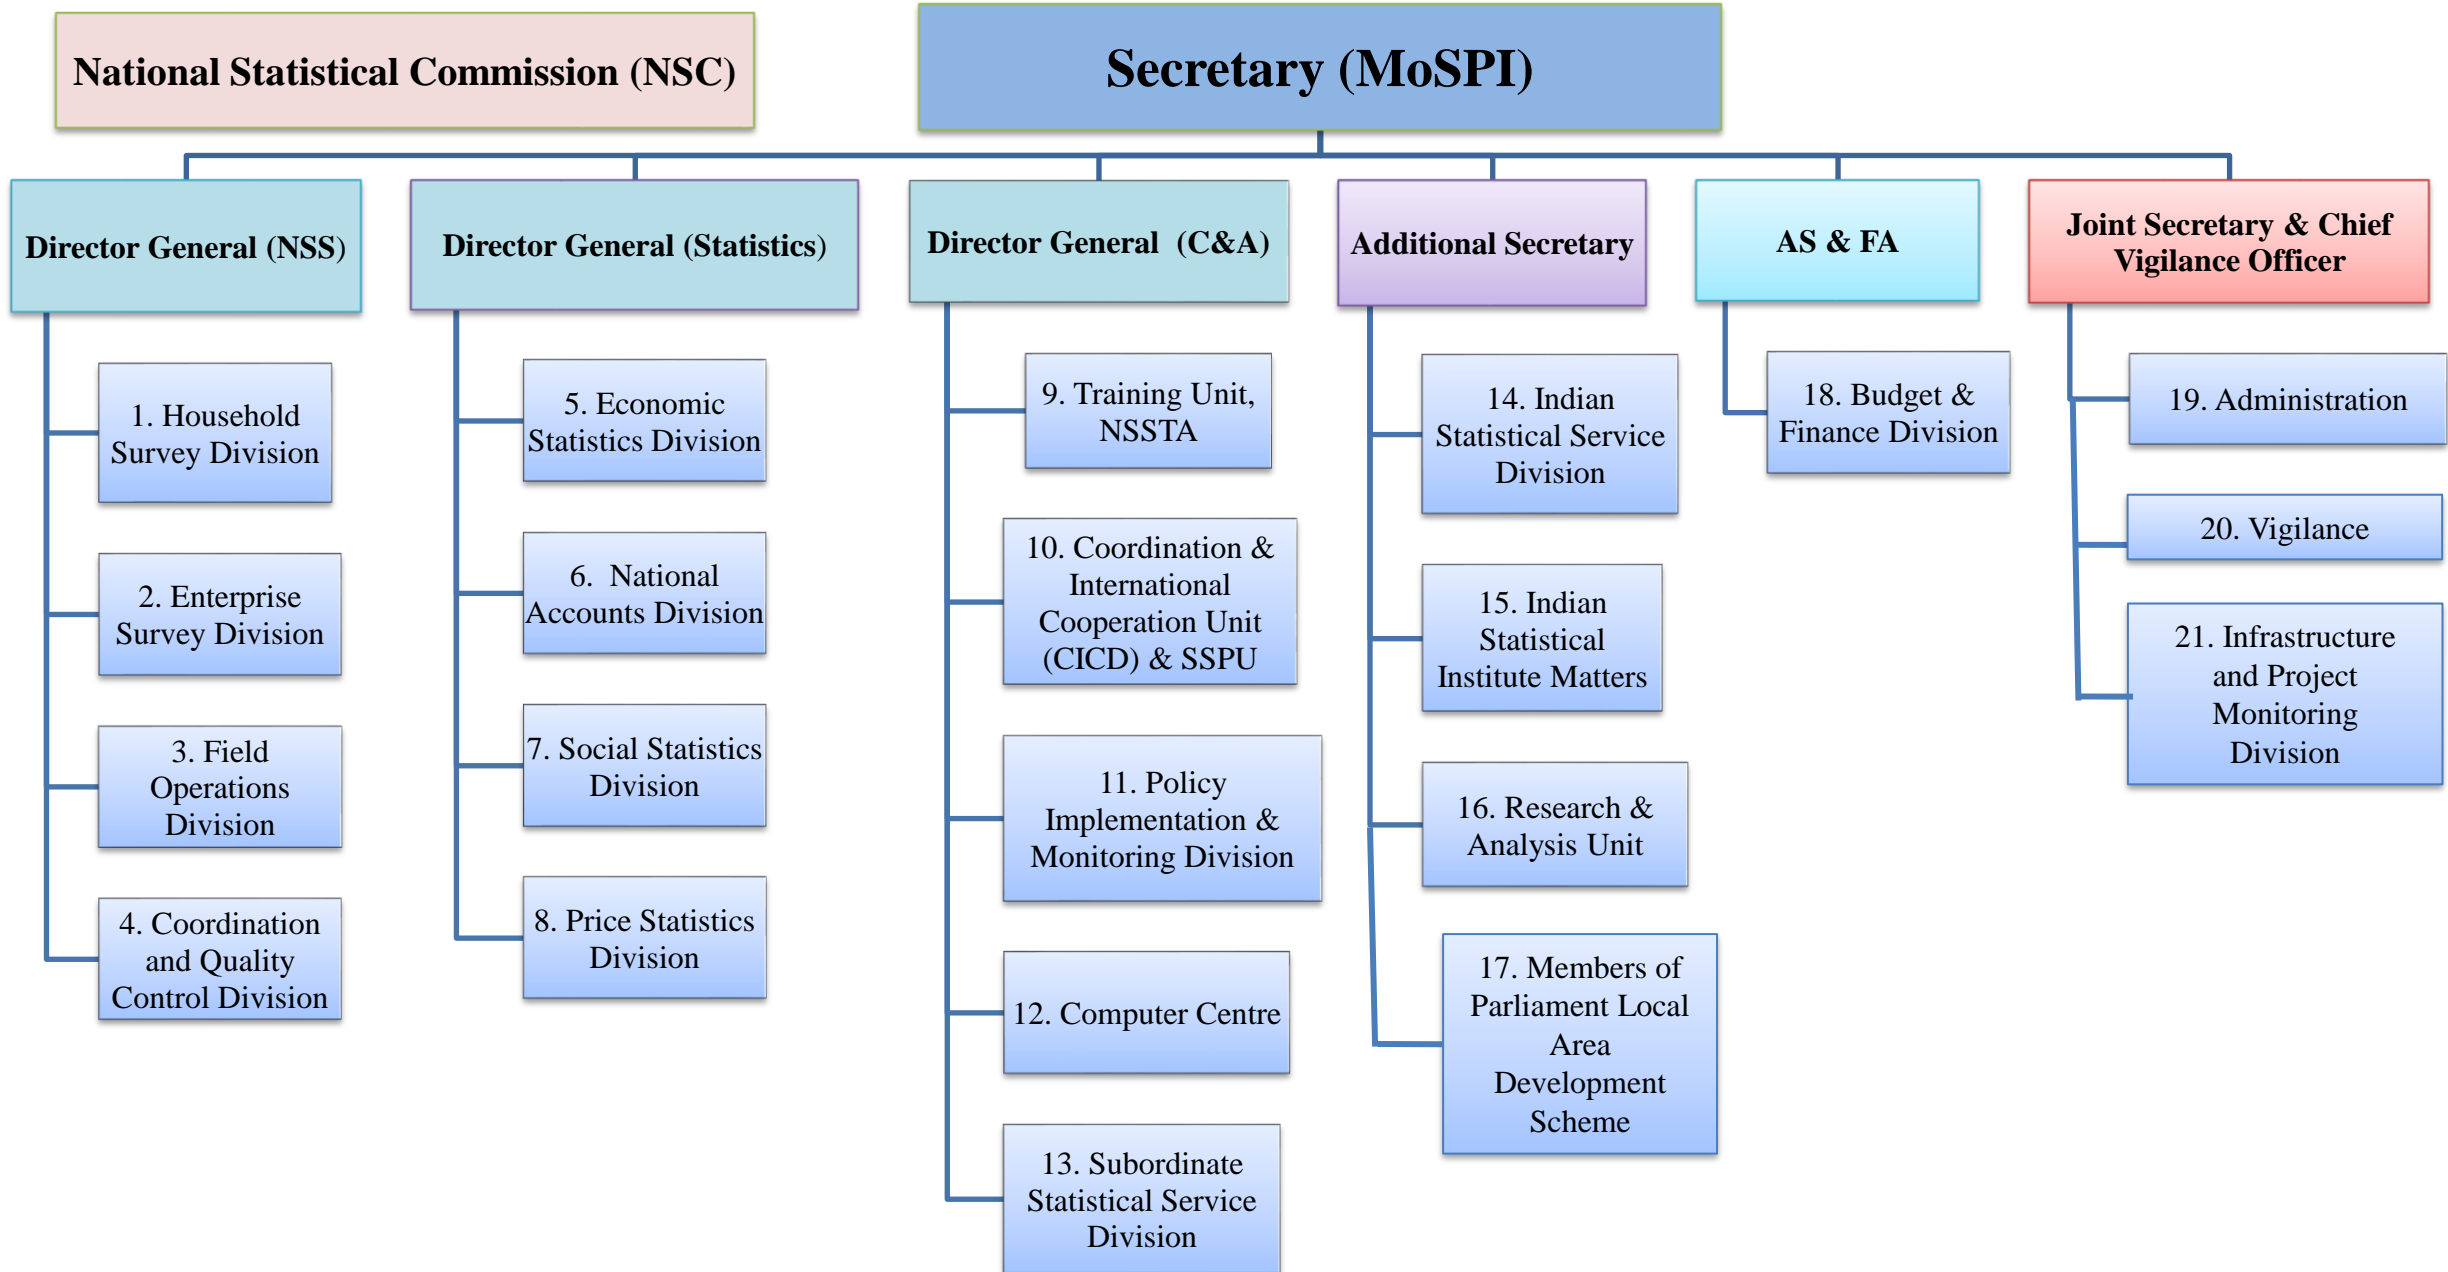 National Statistical Commission (NSC)
Secretary (MoSPI)
Director General (NSS)
Director General (Statistics)
Director General (C&A)
Additional Secretary
AS & FA
Joint Secretary & Chief
Vigilance Officer
1. Household
Survey Division
2. Enterprise
Survey Division
3. Field
Operations
Division
4. Coordination
and Quality
Control Division
5. Economic
Statistics Division
6. National
Accounts Division
7. Social Statistics
Division
8. Price Statistics
Division
9. Training Unit,
NSSTA
10. Coordination &
International
Cooperation Unit
(CICD) & SSPU
11. Policy
Implementation &
Monitoring Division
12. Computer Centre
13. Subordinate
Statistical Service
Division
14. Indian
Statistical Service
Division
15. Indian
Statistical
Institute Matters
16. Research &
Analysis Unit
17. Members of
Parliament Local
Area
Development
Scheme
18. Budget &
Finance Division
19. Administration
20. Vigilance
21. Infrastructure
and Project
Monitoring
Division